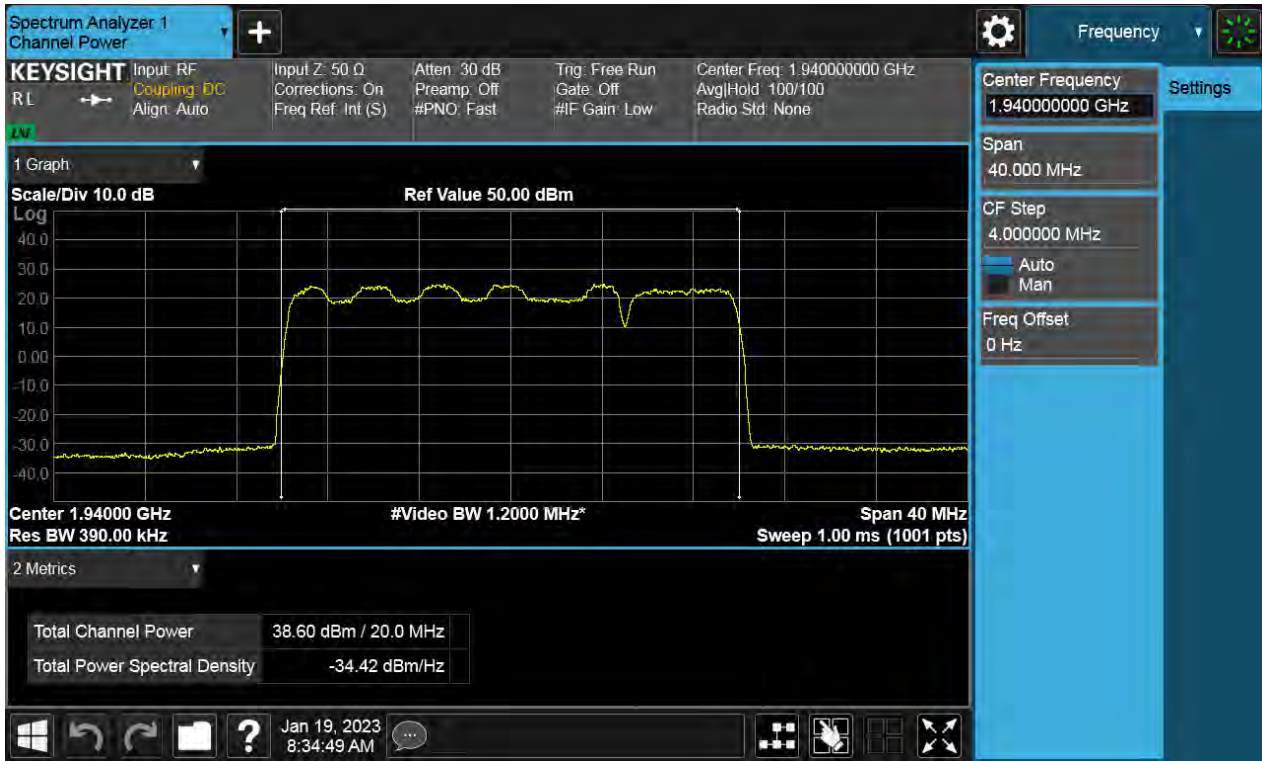 Spectrum Analyzer 1
Channel Power
+
Frequency
KEYSIGHT
RL
LXI
Input: RF
Coupling: DC
Align: Auto
Input Z: 50 Ω
Corrections: On
Freq Ref: Int (S)
Atten: 30 dB
Preamp: Off
#PNO: Fast
Trig: Free Run
Gate: Off
#IF Gain: Low
Center Freq: 1.940000000 GHz
Avg|Hold: 100/100
Radio Std: None
1 Graph
Scale/Div 10.0 dB
Ref Value 50.00 dBm
Log
40.0
30.0
20.0
10.0
0.00
-10.0
-20.0
-30.0
-40.0
Center 1.94000 GHz
#Video BW 1.2000 MHz*
Span 40 MHz
Res BW 390.00 kHz
Sweep 1.00 ms (1001 pts)
2 Metrics
Total Channel Power 38.60 dBm / 20.0 MHz
Total Power Spectral Density -34.42 dBm/Hz
Center Frequency
1.940000000 GHz
Settings
Span
40.000 MHz
CF Step
4.000000 MHz
Auto
Man
Freq Offset
0 Hz
?
Jan 19, 2023
8:34:49 AM